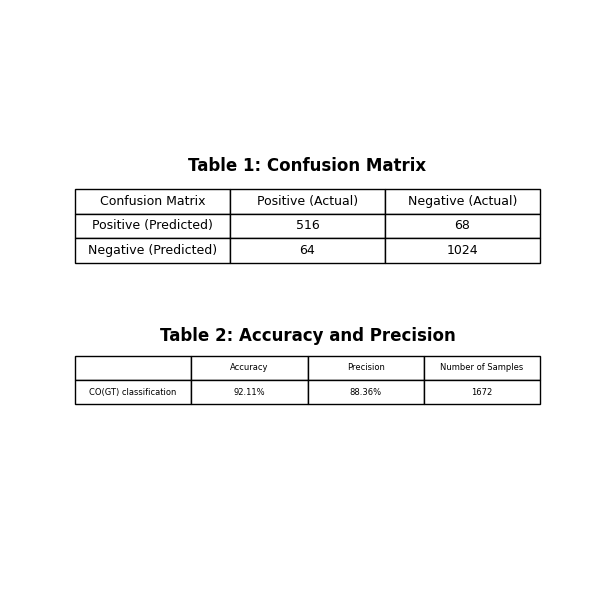 Table 1: Confusion Matrix
Confusion Matrix Positive (Actual) Negative (Actual)
Positive (Predicted) 516 68
Negative (Predicted) 64 1024
Table 2: Accuracy and Precision
Accuracy Precision Number of Samples
CO(GT) classification 92.11% 88.36% 1672